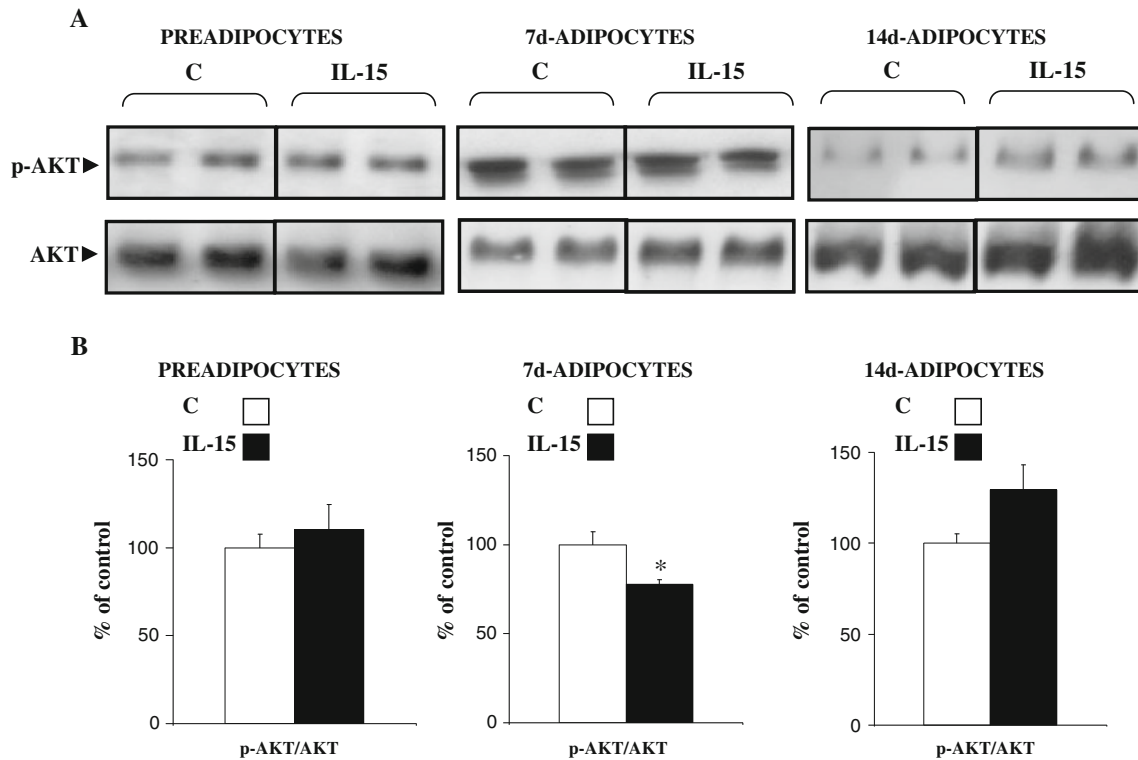 A
PREADIPOCYTES 7d-ADIPOCYTES 14d-ADIPOCYTES
C IL-15 C IL-15 C IL-15
p-AKT
AKT
B
PREADIPOCYTES 7d-ADIPOCYTES 14d-ADIPOCYTES
C C C
IL-15 IL-15 IL-15
% of control % of control % of control
150 150 150
100 100 100
50 50 50
0 0 0
*
p-AKT/AKT p-AKT/AKT p-AKT/AKT